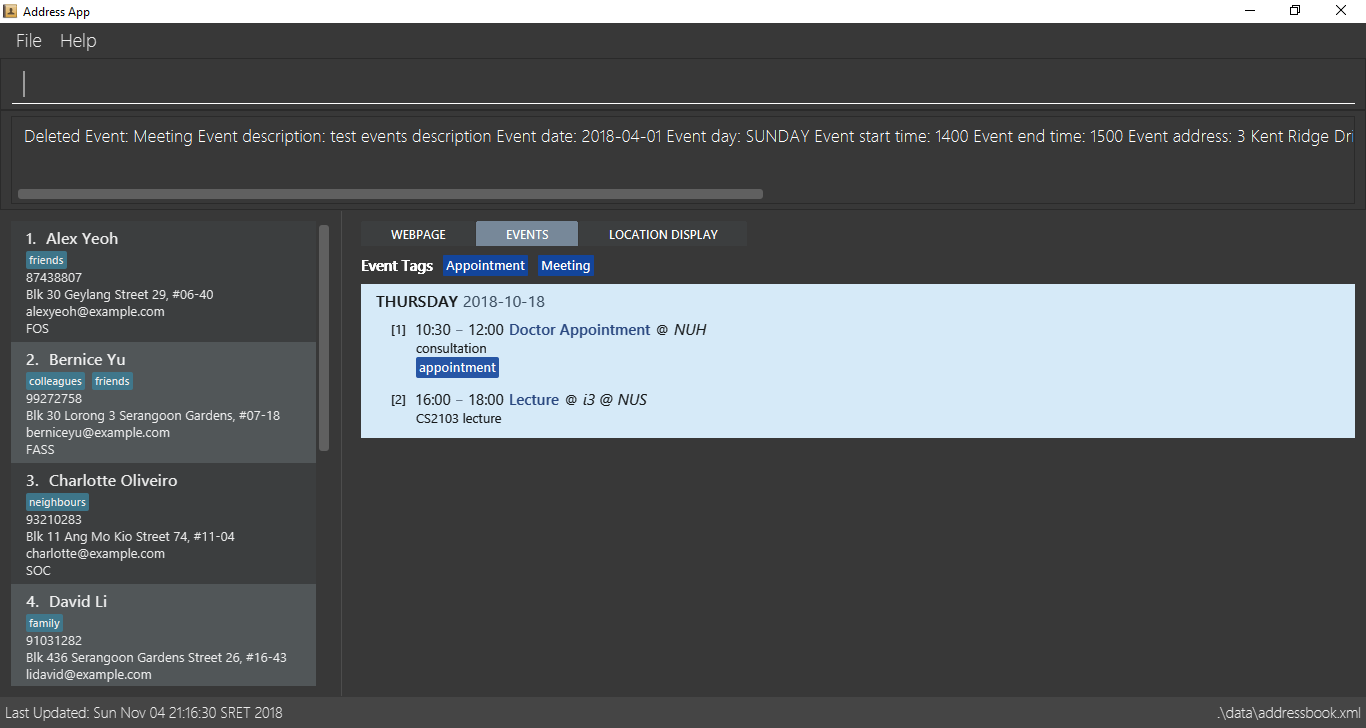 Address App
File Help
Deleted Event: Meeting Event description: test events description Event date: 2018-04-01 Event day: SUNDAY Event start time: 1400 Event end time: 1500 Event address: 3 Kent Ridge Dri
1. Alex Yeoh
friends
87438807
Blk 30 Geylang Street 29, #06-40
alexyeoh@example.com
FOS
2. Bernice Yu
colleagues friends
99272758
Blk 30 Lorong 3 Serangoon Gardens, #07-18
berniceyu@example.com
FASS
3. Charlotte Oliveiro
neighbours
93210283
Blk 11 Ang Mo Kio Street 74, #11-04
charlotte@example.com
SOC
4. David Li
family
91031282
Blk 436 Serangoon Gardens Street 26, #16-43
lidavid@example.com
WEBPAGE EVENTS LOCATION DISPLAY
Event Tags Appointment Meeting
THURSDAY 2018-10-18
[1] 10:30 – 12:00 Doctor Appointment @ NUH
consultation
appointment
[2] 16:00 – 18:00 Lecture @ i3 @ NUS
CS2103 lecture
Last Updated: Sun Nov 04 21:16:30 SRET 2018
.\data\addressbook.xml